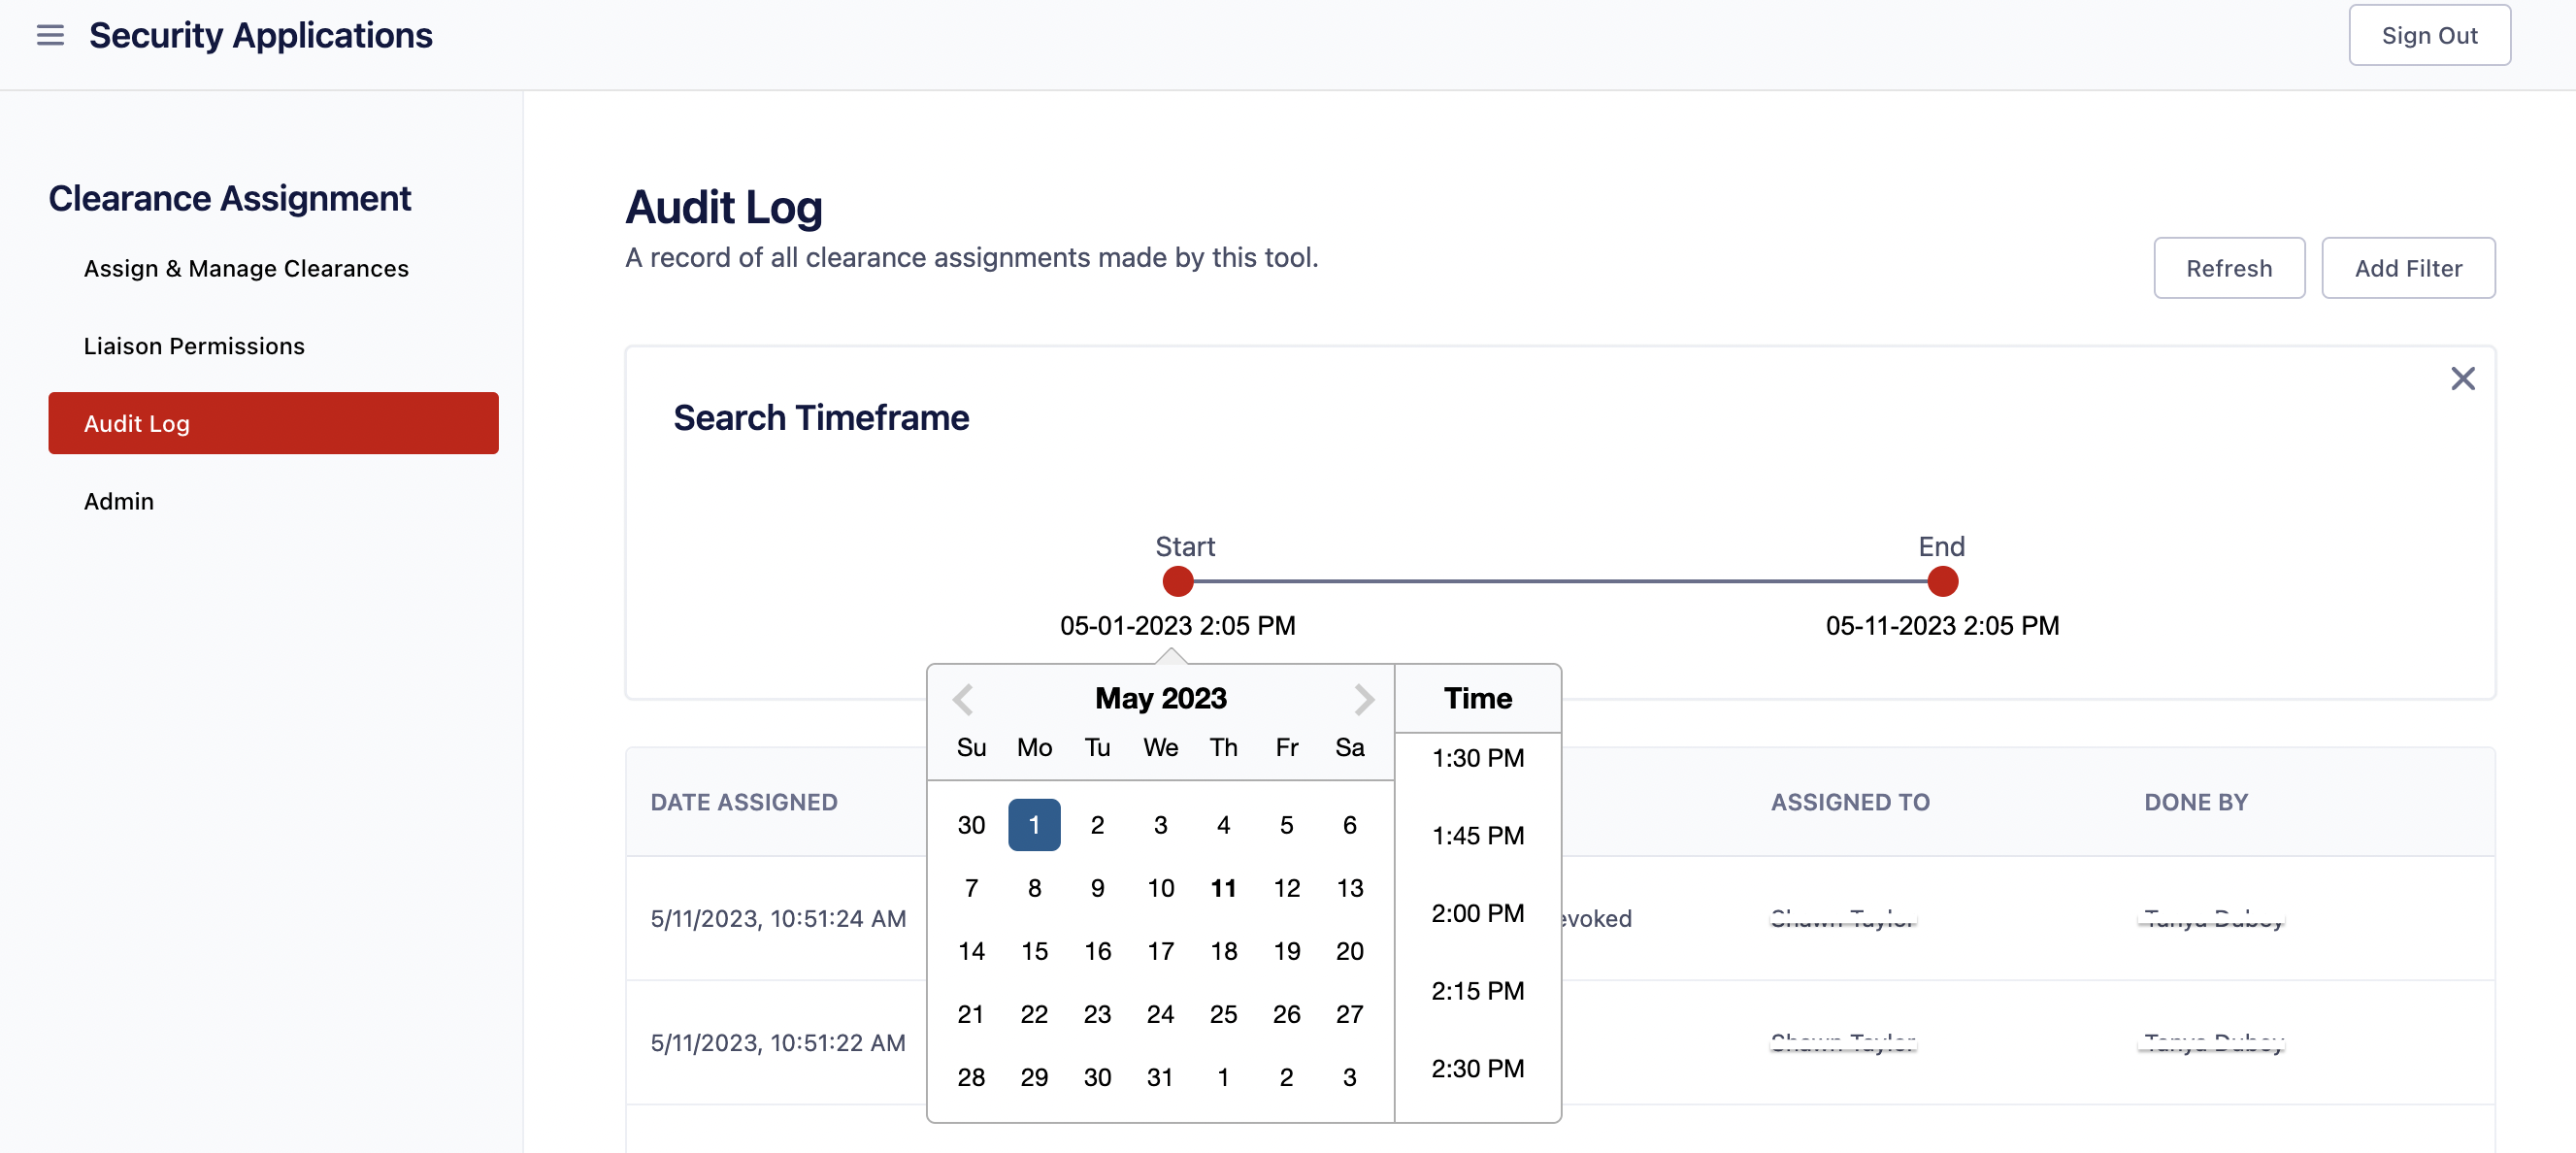 Security Applications
Sign Out
Clearance Assignment
Assign & Manage Clearances
Liaison Permissions
Audit Log
Admin
Audit Log
A record of all clearance assignments made by this tool.
Refresh
Add Filter
Search Timeframe
Start
End
05-01-2023 2:05 PM
05-11-2023 2:05 PM
May 2023
Su Mo Tu We Th Fr Sa
30 1 2 3 4 5 6
7 8 9 10 11 12 13
14 15 16 17 18 19 20
21 22 23 24 25 26 27
28 29 30 31 1 2 3
Time
1:30 PM
1:45 PM
2:00 PM
2:15 PM
2:30 PM
DATE ASSIGNED
ASSIGNED TO
DONE BY
5/11/2023, 10:51:24 AM
evoked
5/11/2023, 10:51:22 AM